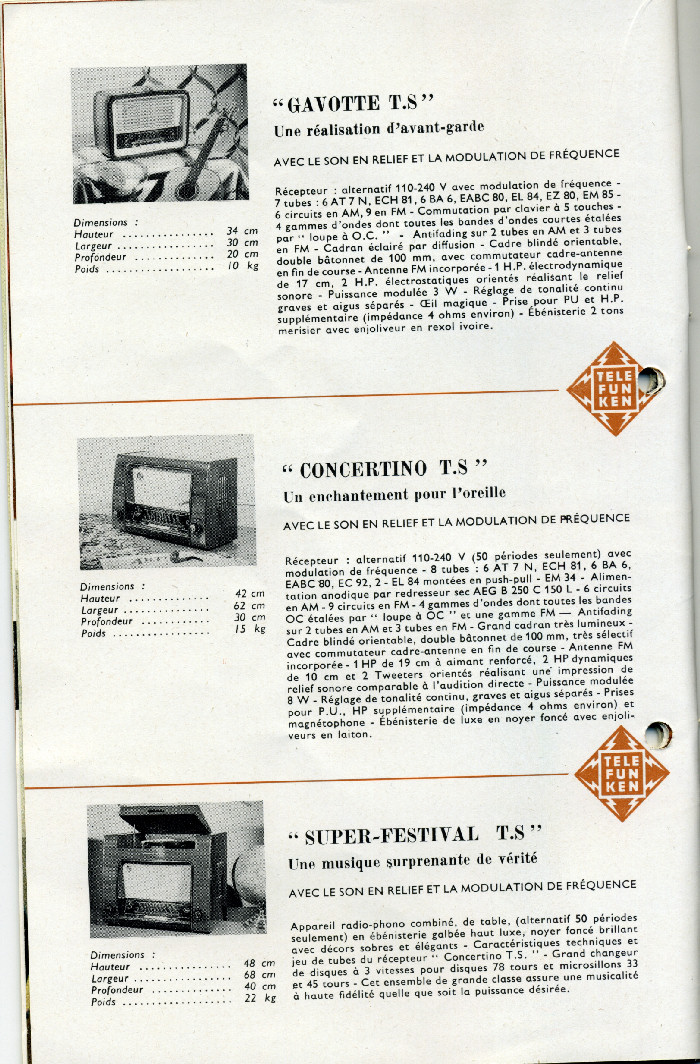 “GAVOTTE T.S”
Une réalisation d'avant-garde
AVEC LE SON EN RELIEF ET LA MODULATION DE FRÉQUENCE
Récepteur : alternatif 110-240 V avec modulation de fréquence -
7 tubes : 6 AT 7 N, ECH 81, 6 BA 6, EABC 80, EL 84, EZ 80, EM 85 -
6 circuits en AM, 9 en FM - Commutation par clavier à 5 touches -
4 gammes d'ondes dont toutes les bandes d'ondes courtes étalées
par “ loupe à O.C. ” - Antifading sur 2 tubes en AM et 3 tubes
en FM - Cadran éclairé par diffusion - Cadre blindé orientable,
double bâtonnet de 100 mm, avec commutateur cadre-antenne
en fin de course - Antenne FM incorporée - 1 H.P. électrodynamique
de 17 cm, 2 H.P. électrostatiques orientés réalisant le relief
sonore - Puissance modulée 3 W - Réglage de tonalité continu
graves et aigus séparés - Œil magique - Prise pour PU et H.P.
supplémentaire (impédance 4 ohms environ) - Ébénisterie 2 tons
merisier avec enjoliveur en rexol ivoire.
Dimensions :
Hauteur ................ 34 cm
Largeur ................ 30 cm
Profondeur ............. 20 cm
Poids .................. 10 kg
TELE
FUN
KEN
“ CONCERTINO T.S ”
Un enchantement pour l'oreille
AVEC LE SON EN RELIEF ET LA MODULATION DE FRÉQUENCE
Récepteur : alternatif 110-240 V (50 périodes seulement) avec
modulation de fréquence - 8 tubes : 6 AT 7 N, ECH 81, 6 BA 6,
EABC 80, EC 92, 2 - EL 84 montées en push-pull - EM 34 - Alimen-
tation anodique par redresseur sec AEG B 250 C 150 L - 6 circuits
en AM - 9 circuits en FM - 4 gammes d'ondes dont toutes les bandes
OC étalées par “ loupe à OC ” et une gamme FM — Antifading
sur 2 tubes en AM et 3 tubes en FM - Grand cadran très lumineux -
Cadre blindé orientable, double bâtonnet de 100 mm, très sélectif
avec commutateur cadre-antenne en fin de course - Antenne FM
incorporée - 1 HP de 19 cm à aimant renforcé, 2 HP dynamiques
de 10 cm et 2 Tweeters orientés réalisant une impression de
relief sonore comparable à l'audition directe - Puissance modulée
8 W - Réglage de tonalité continu, graves et aigus séparés - Prises
pour P.U., HP supplémentaire (impédance 4 ohms environ) et
magnétophone - Ébénisterie de luxe en noyer foncé avec enjoli-
veurs en laiton.
Dimensions :
Hauteur ................ 42 cm
Largeur ................ 62 cm
Profondeur ............. 30 cm
Poids .................. 15 kg
TELE
FUN
KEN
“ SUPER-FESTIVAL T.S ”
Une musique surprenante de vérité
AVEC LE SON EN RELIEF ET LA MODULATION DE FRÉQUENCE
Appareil radio-phono combiné, de table, (alternatif 50 périodes
seulement) en ébénisterie galbée haut luxe, noyer foncé brillant
avec décors sobres et élégants - Caractéristiques techniques et
jeu de tubes du récepteur “ Concertino T.S. ” - Grand changeur
de disques à 3 vitesses pour disques 78 tours et microsillons 33
et 45 tours - Cet ensemble de grande classe assure une musicalité
à haute fidélité quelle que soit la puissance désirée.
Dimensions :
Hauteur ................ 48 cm
Largeur ................ 68 cm
Profondeur ............. 40 cm
Poids .................. 22 kg